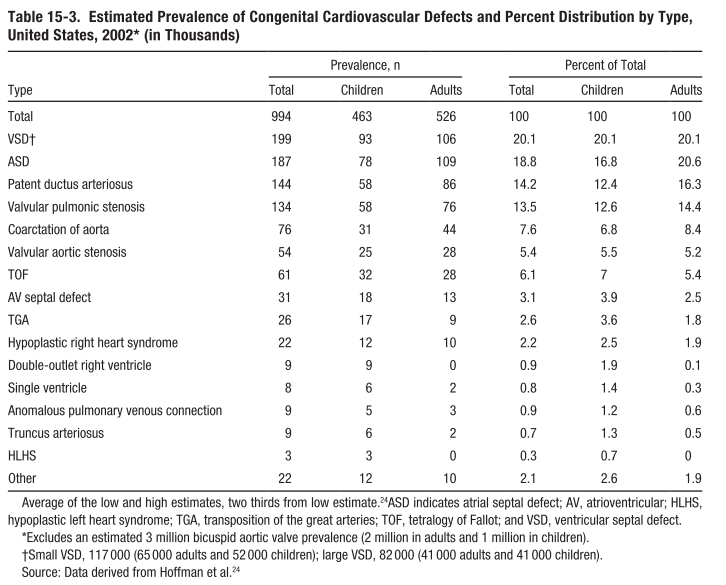 Table 15-3. Estimated Prevalence of Congenital Cardiovascular Defects and Percent Distribution by Type,
United States, 2002* (in Thousands)
Prevalence, n Percent of Total
Type Total Children Adults Total Children Adults
Total 994 463 526 100 100 100
VSD† 199 93 106 20.1 20.1 20.1
ASD 187 78 109 18.8 16.8 20.6
Patent ductus arteriosus 144 58 86 14.2 12.4 16.3
Valvular pulmonic stenosis 134 58 76 13.5 12.6 14.4
Coarctation of aorta 76 31 44 7.6 6.8 8.4
Valvular aortic stenosis 54 25 28 5.4 5.5 5.2
TOF 61 32 28 6.1 7 5.4
AV septal defect 31 18 13 3.1 3.9 2.5
TGA 26 17 9 2.6 3.6 1.8
Hypoplastic right heart syndrome 22 12 10 2.2 2.5 1.9
Double-outlet right ventricle 9 9 0 0.9 1.9 0.1
Single ventricle 8 6 2 0.8 1.4 0.3
Anomalous pulmonary venous connection 9 5 3 0.9 1.2 0.6
Truncus arteriosus 9 6 2 0.7 1.3 0.5
HLHS 3 3 0 0.3 0.7 0
Other 22 12 10 2.1 2.6 1.9
Average of the low and high estimates, two thirds from low estimate.24ASD indicates atrial septal defect; AV, atrioventricular; HLHS,
hypoplastic left heart syndrome; TGA, transposition of the great arteries; TOF, tetralogy of Fallot; and VSD, ventricular septal defect.
*Excludes an estimated 3 million bicuspid aortic valve prevalence (2 million in adults and 1 million in children).
†Small VSD, 117 000 (65 000 adults and 52 000 children); large VSD, 82 000 (41 000 adults and 41 000 children).
Source: Data derived from Hoffman et al.24